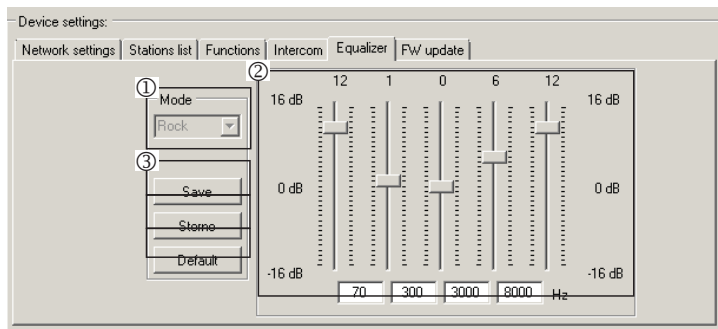 Device settings:
Network settings Stations list Functions Intercom Equalizer FW update
①
Mode
Rock
③
Save
Storno
Default
②
12 1 0 6 12
16 dB 16 dB
0 dB 0 dB
-16 dB -16 dB
70 300 3000 8000 Hz